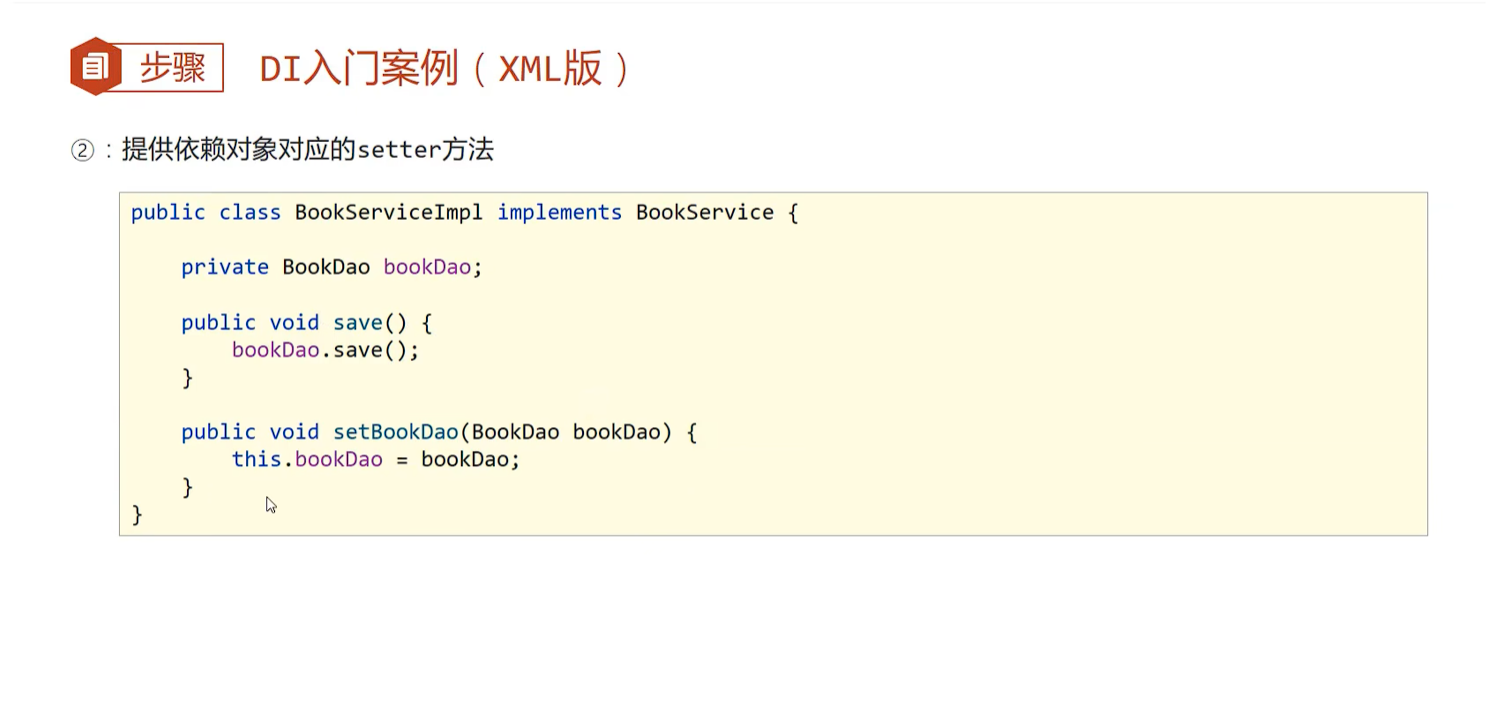 步骤 DI入门案例（XML版）
②：提供依赖对象对应的setter方法
public class BookServiceImpl implements BookService {
private BookDao bookDao;
public void save() {
bookDao.save();
}
public void setBookDao(BookDao bookDao) {
this.bookDao = bookDao;
}
}